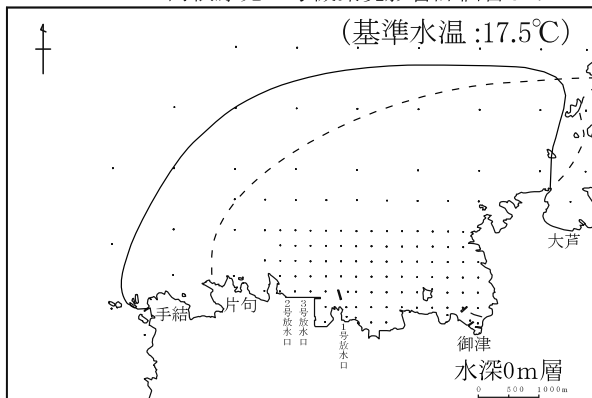 (基準水温:17.5℃)
大芦
手結
片句
2号放水口
3号放水口
1号放水口
御津
水深0m層
0 500 1000m